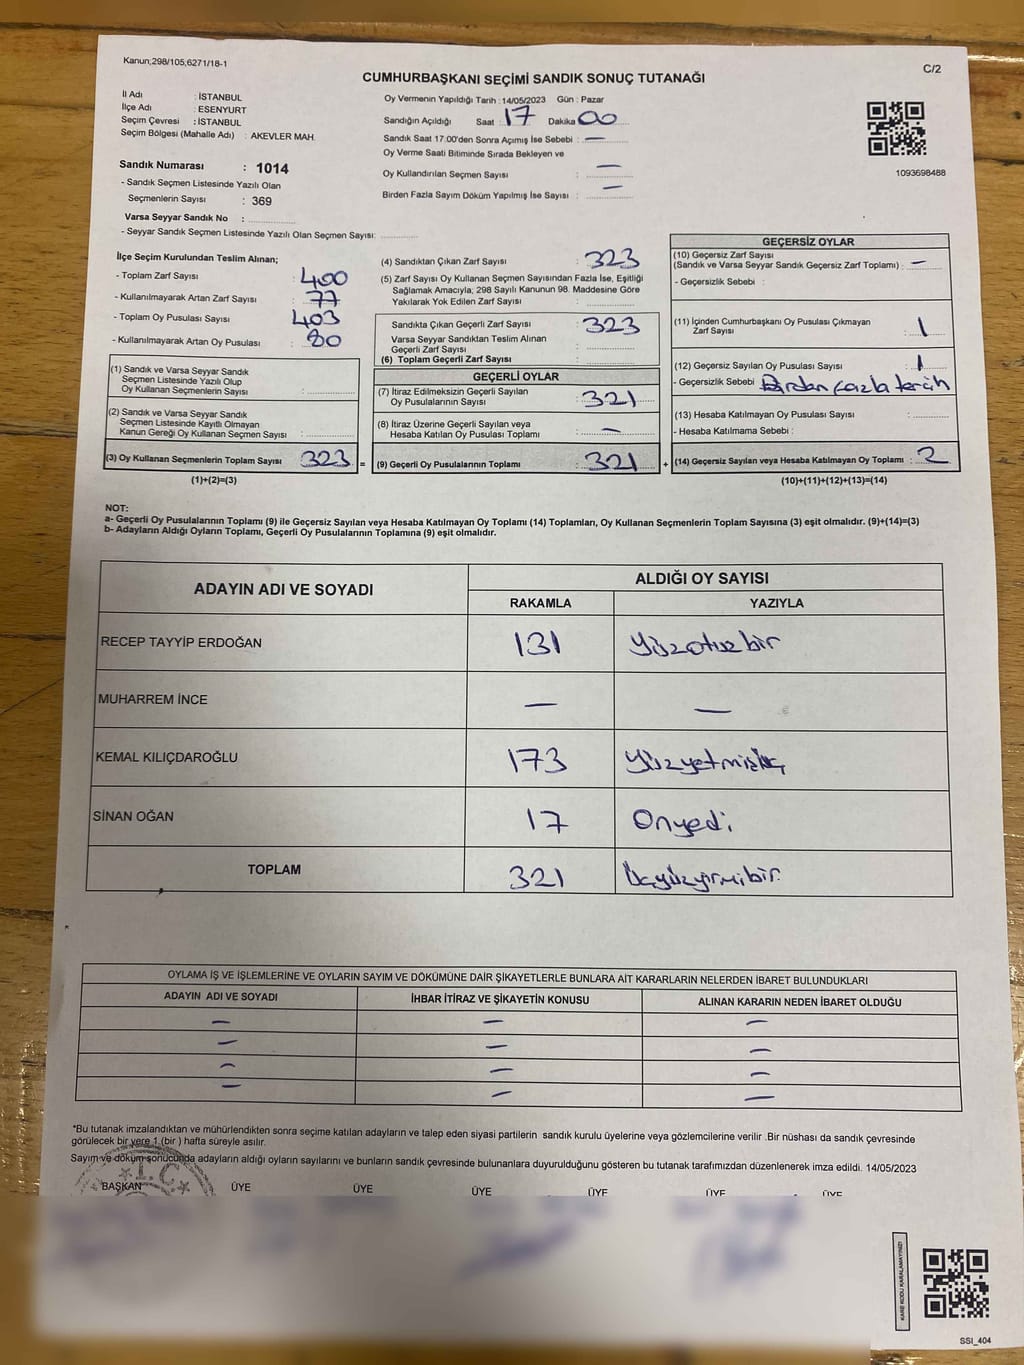 Kanun;298/105;6271/18-1
C/2
CUMHURBAŞKANI SEÇİMİ SANDIK SONUÇ TUTANAĞI
İl Adı : İSTANBUL
İlçe Adı : ESENYURT
Seçim Çevresi : İSTANBUL
Seçim Bölgesi (Mahalle Adı) : AKEVLER MAH.
Sandık Numarası : 1014
- Sandık Seçmen Listesinde Yazılı Olan
Seçmenlerin Sayısı : 369
Varsa Seyyar Sandık No :
- Seyyar Sandık Seçmen Listesinde Yazılı Olan Seçmen Sayısı:
Oy Vermenin Yapıldığı Tarih : 14/05/2023 Gün : Pazar
Sandığın Açıldığı Saat : 17 Dakika 00
Sandık Saat 17:00'den Sonra Açımış İse Sebebi : —
Oy Verme Saati Bitiminde Sırada Bekleyen ve
Oy Kullandırılan Seçmen Sayısı : —
Birden Fazla Sayım Döküm Yapılmış İse Sayısı : —
1093698488
İlçe Seçim Kurulundan Teslim Alınan;
- Toplam Zarf Sayısı : 400
- Kullanılmayarak Artan Zarf Sayısı : 77
- Toplam Oy Pusulası Sayısı : 403
- Kullanılmayarak Artan Oy Pusulası : 80
(1) Sandık ve Varsa Seyyar Sandık
Seçmen Listesinde Yazılı Olup
Oy Kullanan Seçmenlerin Sayısı :
(2) Sandık ve Varsa Seyyar Sandık
Seçmen Listesinde Kayıtlı Olmayan
Kanun Gereği Oy Kullanan Seçmen Sayısı :
(3) Oy Kullanan Seçmenlerin Toplam Sayısı 323 =
(1)+(2)=(3)
(4) Sandıktan Çıkan Zarf Sayısı : 323
(5) Zarf Sayısı Oy Kullanan Seçmen Sayısından Fazla İse, Eşitliği
Sağlamak Amacıyla; 298 Sayılı Kanunun 98. Maddesine Göre
Yakılarak Yok Edilen Zarf Sayısı :
Sandıkta Çıkan Geçerli Zarf Sayısı : 323
Varsa Seyyar Sandıktan Teslim Alınan
Geçerli Zarf Sayısı :
(6) Toplam Geçerli Zarf Sayısı :
GEÇERLİ OYLAR
(7) İtiraz Edilmeksizin Geçerli Sayılan
Oy Pusulalarının Sayısı : 321
(8) İtiraz Üzerine Geçerli Sayılan veya
Hesaba Katılan Oy Pusulası Toplamı : —
(9) Geçerli Oy Pusulalarının Toplamı : 321 +
GEÇERSİZ OYLAR
(10) Geçersiz Zarf Sayısı
(Sandık ve Varsa Seyyar Sandık Geçersiz Zarf Toplamı) : —
- Geçersizlik Sebebi :
(11) İçinden Cumhurbaşkanı Oy Pusulası Çıkmayan
Zarf Sayısı : 1
(12) Geçersiz Sayılan Oy Pusulası Sayısı : 1
- Geçersizlik Sebebi : Birden fazla tercih
(13) Hesaba Katılmayan Oy Pusulası Sayısı :
- Hesaba Katılmama Sebebi :
(14) Geçersiz Sayılan veya Hesaba Katılmayan Oy Toplamı : 2
(10)+(11)+(12)+(13)=(14)
NOT:
a- Geçerli Oy Pusulalarının Toplamı (9) ile Geçersiz Sayılan veya Hesaba Katılmayan Oy Toplamı (14) Toplamları, Oy Kullanan Seçmenlerin Toplam Sayısına (3) eşit olmalıdır. (9)+(14)=(3)
b- Adayların Aldığı Oyların Toplamı, Geçerli Oy Pusulalarının Toplamına (9) eşit olmalıdır.
ADAYIN ADI VE SOYADI
ALDIĞI OY SAYISI
RAKAMLA YAZIYLA
RECEP TAYYİP ERDOĞAN 131 Yüzotuzbir
MUHARREM İNCE — —
KEMAL KILIÇDAROĞLU 173 Yüzyetmişüç
SİNAN OĞAN 17 Onyedi
TOPLAM 321 Üçyüzyirmibir
OYLAMA İŞ VE İŞLEMLERİNE VE OYLARIN SAYIM VE DÖKÜMÜNE DAİR ŞİKAYETLERLE BUNLARA AİT KARARLARIN NELERDEN İBARET BULUNDUKLARI
ADAYIN ADI VE SOYADI İHBAR İTİRAZ VE ŞİKAYETİN KONUSU ALINAN KARARIN NEDEN İBARET OLDUĞU
— — —
— — —
— — —
— — —
*Bu tutanak imzalandıktan ve mühürlendikten sonra seçime katılan adayların ve talep eden siyasi partilerin sandık kurulu üyelerine veya gözlemcilerine verilir .Bir nüshası da sandık çevresinde
görülecek bir yere 1 (bir ) hafta süreyle asılır.
Sayım ve döküm sonucunda adayların aldığı oyların sayılarını ve bunların sandık çevresinde bulunanlara duyurulduğunu gösteren bu tutanak tarafımızdan düzenlenerek imza edildi. 14/05/2023
T.C.
BAŞKAN ÜYE ÜYE ÜYE ÜYE ÜYE ÜYE
KARE KODU KARALAMAYINIZ!
SSI_404